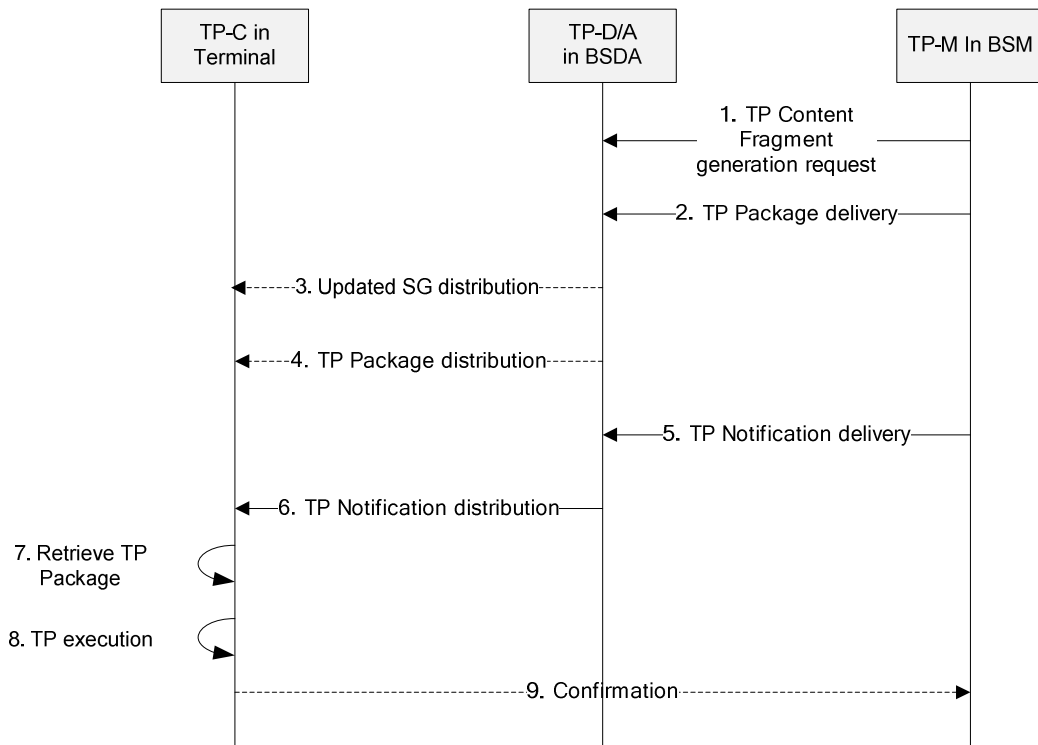 TP-C in
Terminal
TP-D/A
in BSDA
TP-M In BSM
1. TP Content
Fragment
generation request
2. TP Package delivery
3. Updated SG distribution
4. TP Package distribution
5. TP Notification delivery
6. TP Notification distribution
7. Retrieve TP
Package
8. TP execution
9. Confirmation